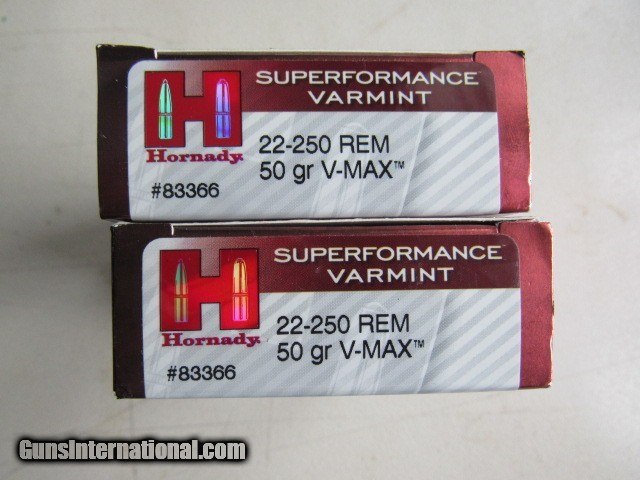 SUPERFORMANCE
VARMINT
H
Hornady
22-250 REM
50 gr V-MAX™
#83366
SUPERFORMANCE
VARMINT
H
Hornady
22-250 REM
50 gr V-MAX™
#83366
GunsInternational.com